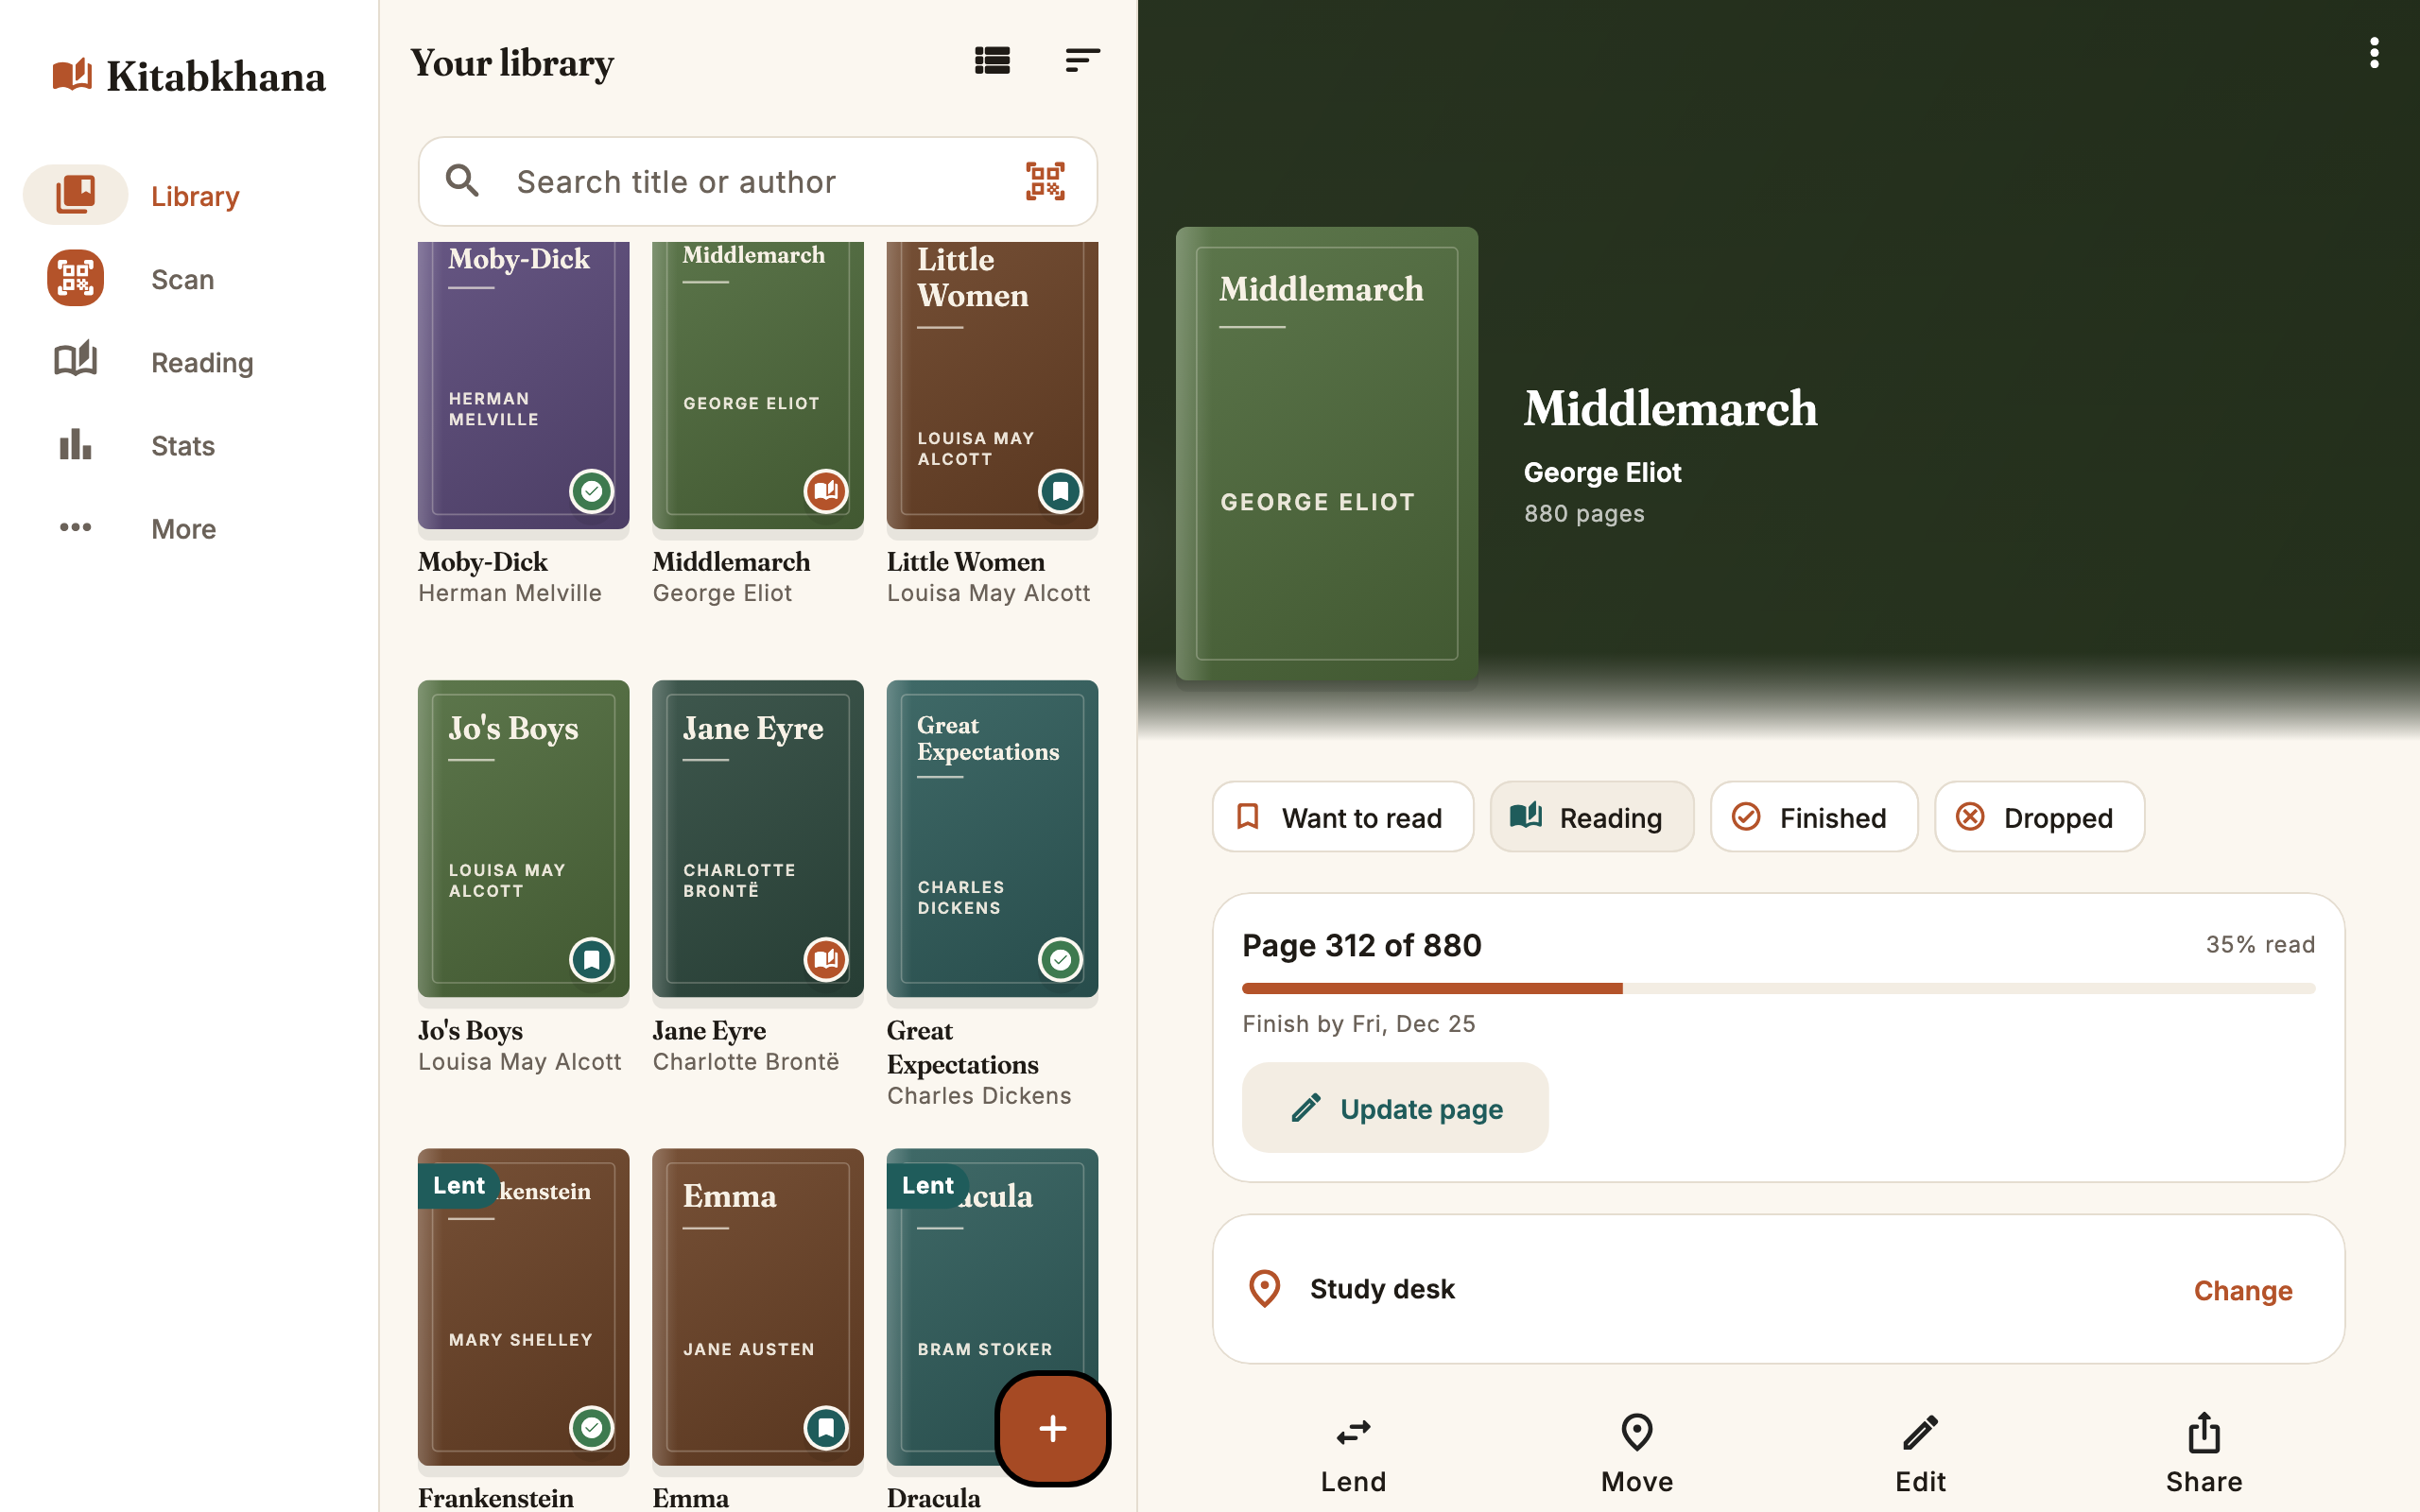 Kitabkhana
Library
Scan
Reading
Stats
More
Your library
Search title or author
Moby-Dick
HERMAN
MELVILLE
Moby-Dick
Herman Melville
Middlemarch
GEORGE ELIOT
Middlemarch
George Eliot
Little
Women
LOUISA MAY
ALCOTT
Little Women
Louisa May Alcott
Jo's Boys
LOUISA MAY
ALCOTT
Jo's Boys
Louisa May Alcott
Jane Eyre
CHARLOTTE
BRONTË
Jane Eyre
Charlotte Brontë
Great
Expectations
CHARLES
DICKENS
Great
Expectations
Charles Dickens
Lent
kenstein
MARY SHELLEY
Frankenstein
Emma
JANE AUSTEN
Emma
Lent
acula
BRAM STOKER
Dracula
Middlemarch
GEORGE ELIOT
Middlemarch
George Eliot
880 pages
Want to read
Reading
Finished
Dropped
Page 312 of 880
35% read
Finish by Fri, Dec 25
Update page
Study desk
Change
Lend
Move
Edit
Share